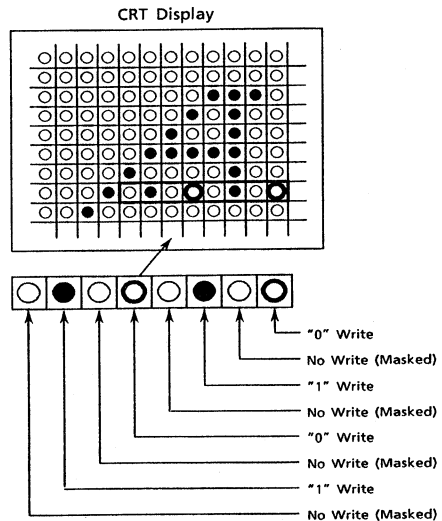 CRT Display
"0" Write
No Write (Masked)
"1" Write
No Write (Masked)
"0" Write
No Write (Masked)
"1" Write
No Write (Masked)